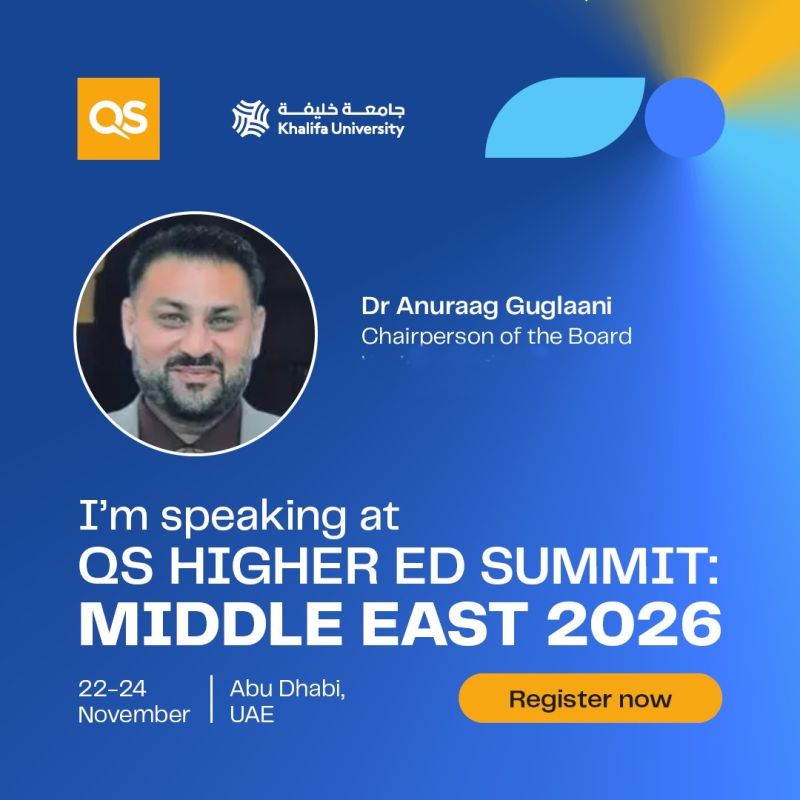 QS
جامعة خليفة
Khalifa University
Dr Anuraag Guglaani
Chairperson of the Board
I'm speaking at
QS HIGHER ED SUMMIT:
MIDDLE EAST 2026
22–24
November
Abu Dhabi,
UAE
Register now